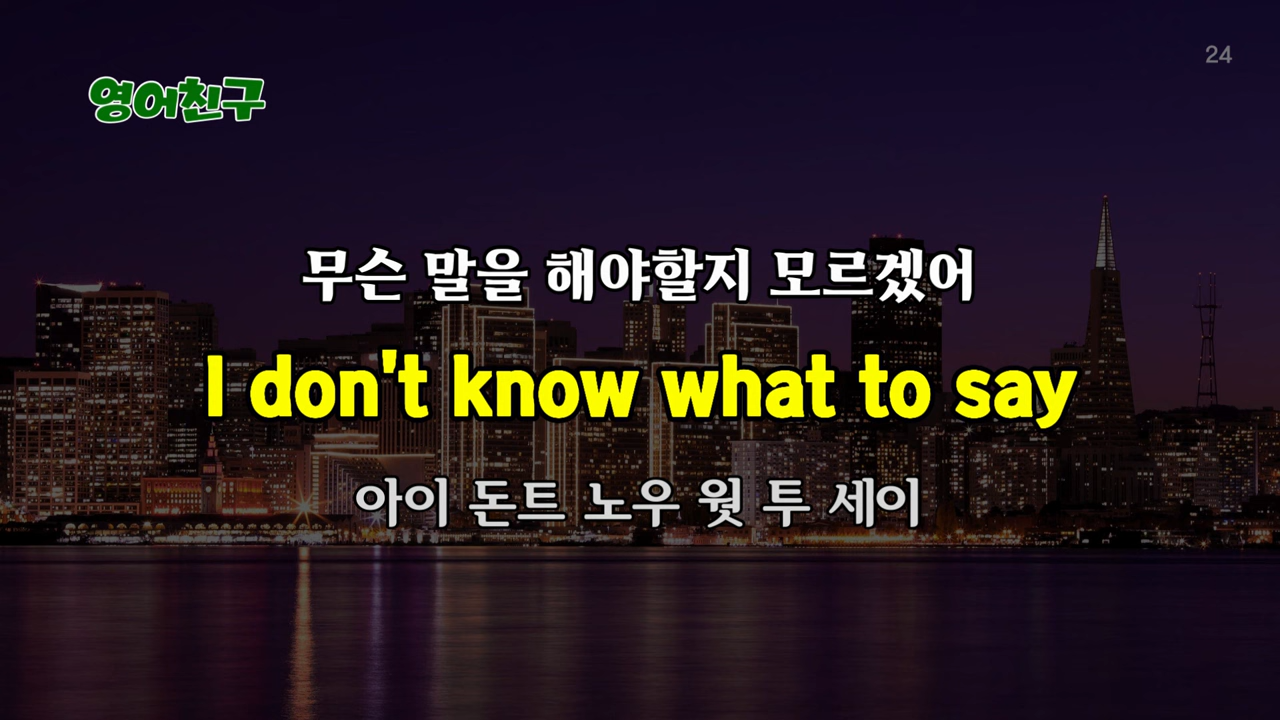 24
영어친구
무슨 말을 해야할지 모르겠어
I don't know what to say
아이 돈트 노우 웟 투 세이